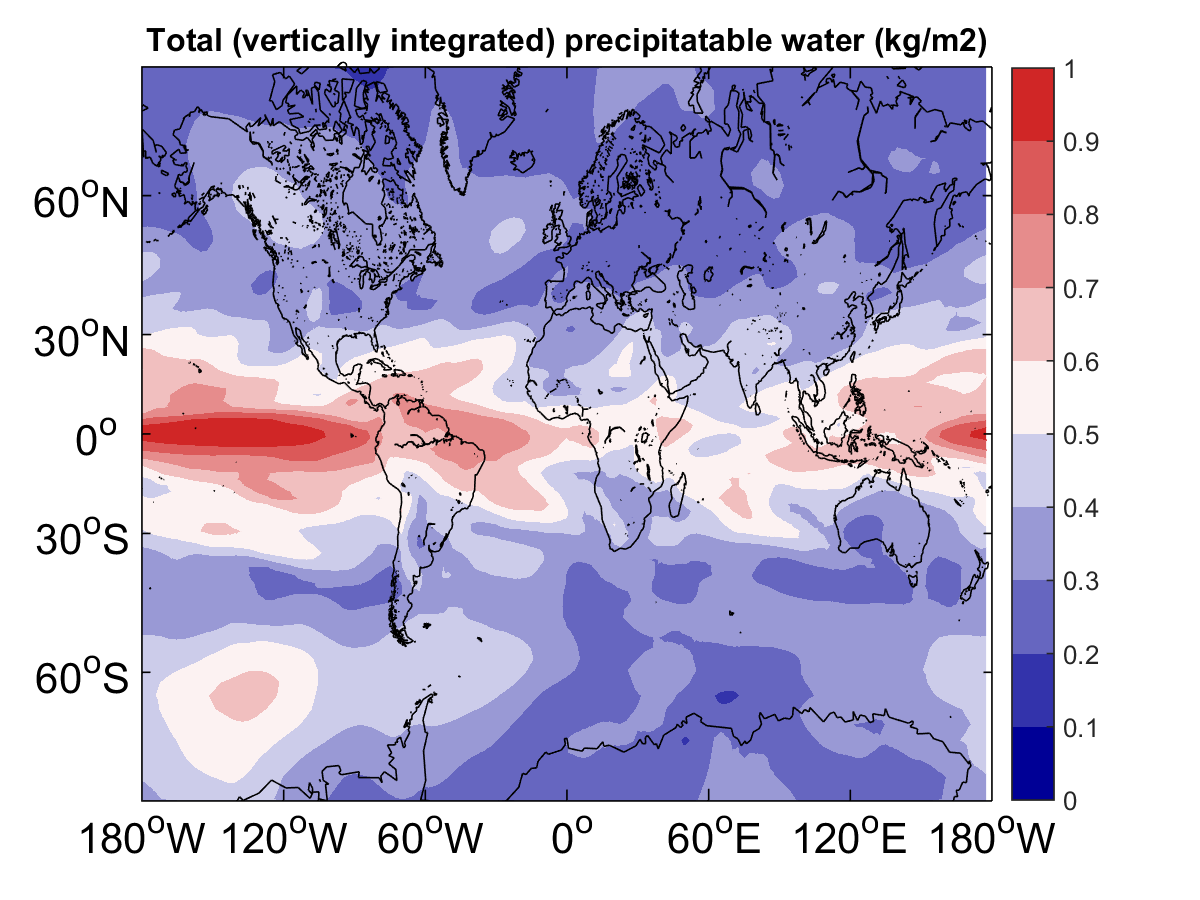 Total (vertically integrated) precipitatable water (kg/m2)
60°N
30°N
0°
30°S
60°S
180°W 120°W 60°W 0° 60°E 120°E 180°W
1
0.9
0.8
0.7
0.6
0.5
0.4
0.3
0.2
0.1
0